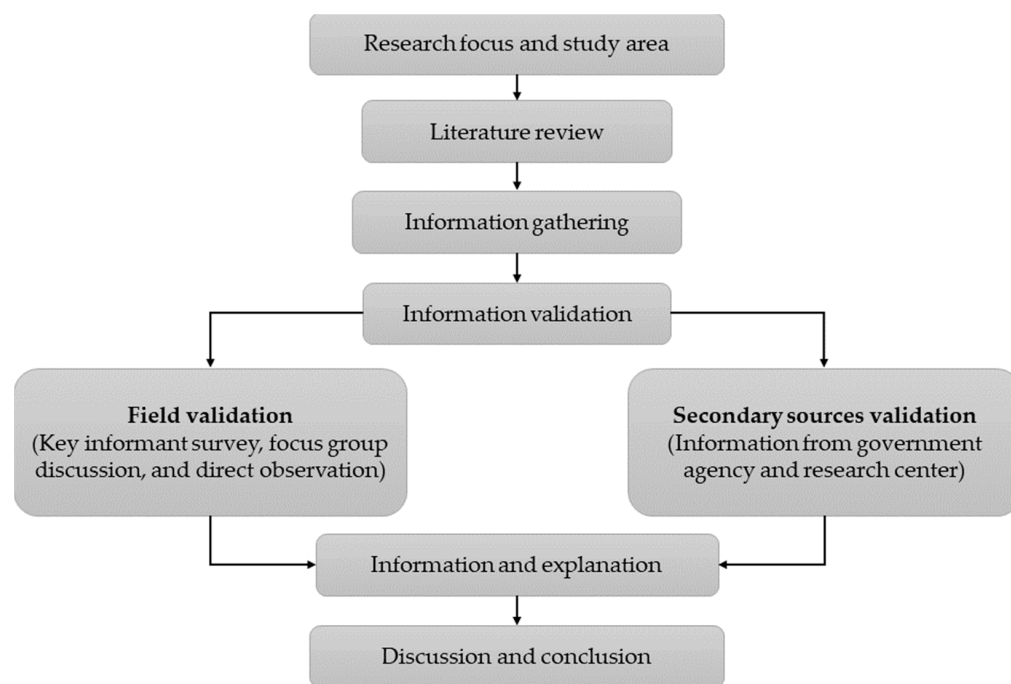 Research focus and study area
Literature review
Information gathering
Information validation
Field validation
(Key informant survey, focus group
discussion, and direct observation)
Secondary sources validation
(Information from government
agency and research center)
Information and explanation
Discussion and conclusion